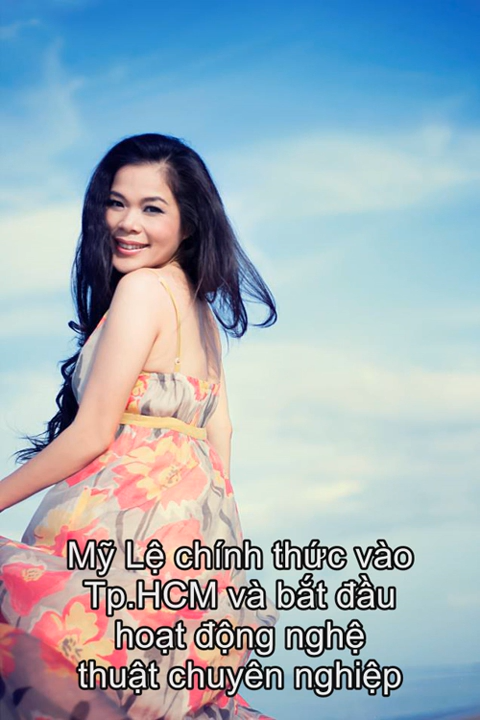 Mỹ Lệ chính thức vào
Tp.HCM và bắt đầu
hoạt động nghệ
thuật chuyên nghiệp